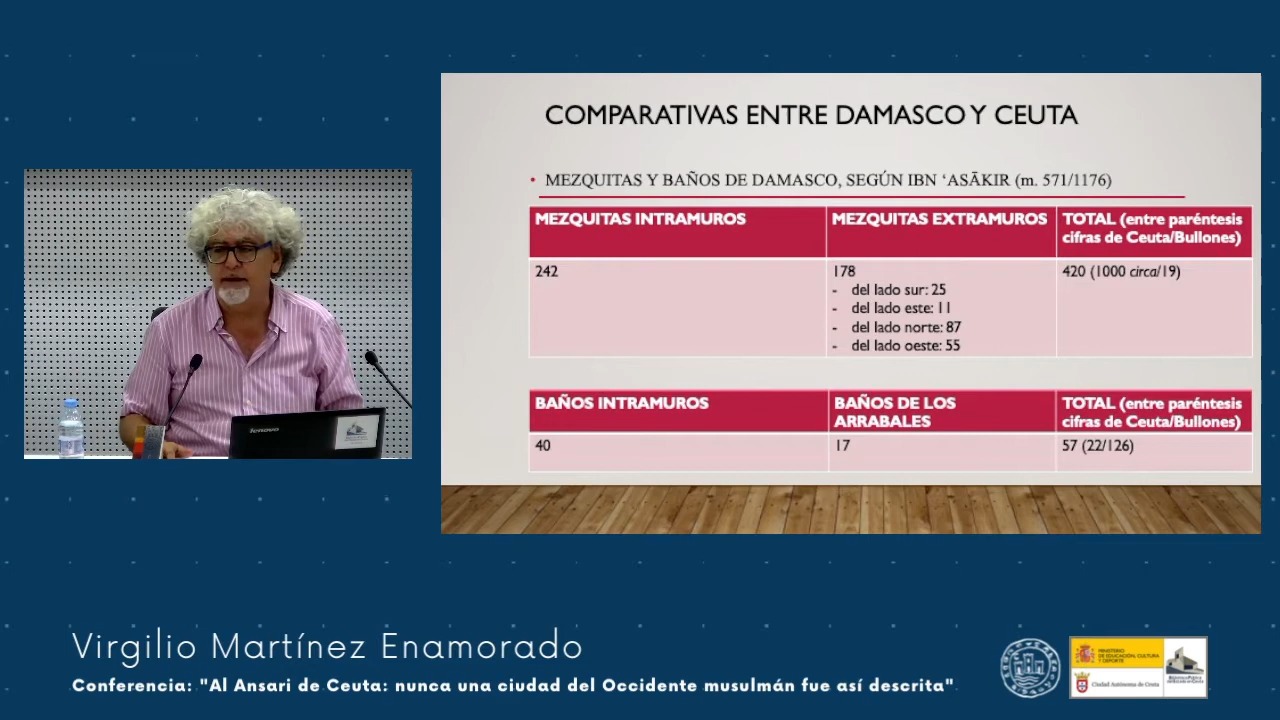 COMPARATIVAS ENTRE DAMASCO Y CEUTA
• MEZQUITAS Y BAÑOS DE DAMASCO, SEGÚN IBN ‘ASĀKIR (m. 571/1176)
MEZQUITAS INTRAMUROS
MEZQUITAS EXTRAMUROS
TOTAL (entre paréntesis
cifras de Ceuta/Bullones)
242
178
- del lado sur: 25
- del lado este: 11
- del lado norte: 87
- del lado oeste: 55
420 (1000 circa/19)
BAÑOS INTRAMUROS
BAÑOS DE LOS
ARRABALES
TOTAL (entre paréntesis
cifras de Ceuta/Bullones)
40
17
57 (22/126)
lenovo
Virgilio Martínez Enamorado
Conferencia: "Al Ansari de Ceuta: nunca una ciudad del Occidente musulmán fue así descrita"
MINISTERIO
DE EDUCACIÓN, CULTURA
Y DEPORTE
Ciudad Autónoma de Ceuta